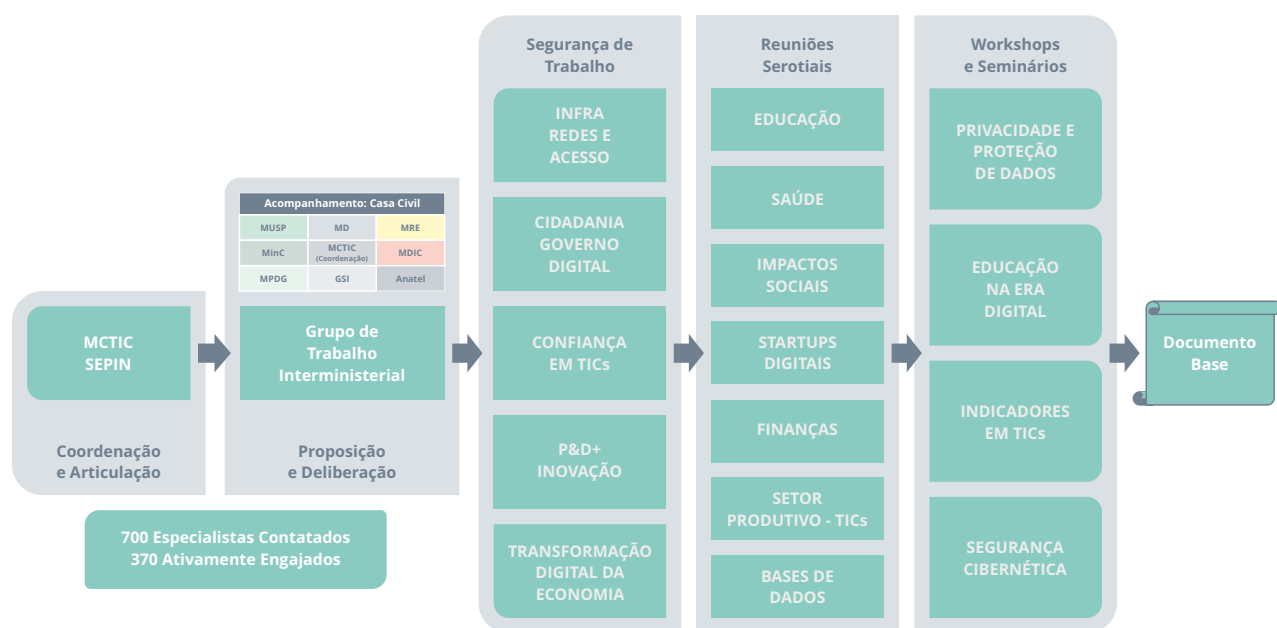 MCTIC
SEPIN
Coordenação
e Articulação
Acompanhamento: Casa Civil
MUSP MD MRE
MinC MCTIC (Coordenação) MDIC
MPDG GSI Anatel
Grupo de
Trabalho
Interministerial
Proposição
e Deliberação
700 Especialistas Contatados
370 Ativamente Engajados
Segurança de
Trabalho
INFRA
REDES E
ACESSO
CIDADANIA
GOVERNO
DIGITAL
CONFIANÇA
EM TICs
P&D+
INOVAÇÃO
TRANSFORMAÇÃO
DIGITAL DA
ECONOMIA
Reuniões
Serotiais
EDUCAÇÃO
SAÚDE
IMPACTOS
SOCIAIS
STARTUPS
DIGITAIS
FINANÇAS
SETOR
PRODUTIVO - TICs
BASES DE
DADOS
Workshops
e Seminários
PRIVACIDADE E
PROTEÇÃO
DE DADOS
EDUCAÇÃO
NA ERA
DIGITAL
INDICADORES
EM TICs
SEGURANÇA
CIBERNÉTICA
Documento
Base